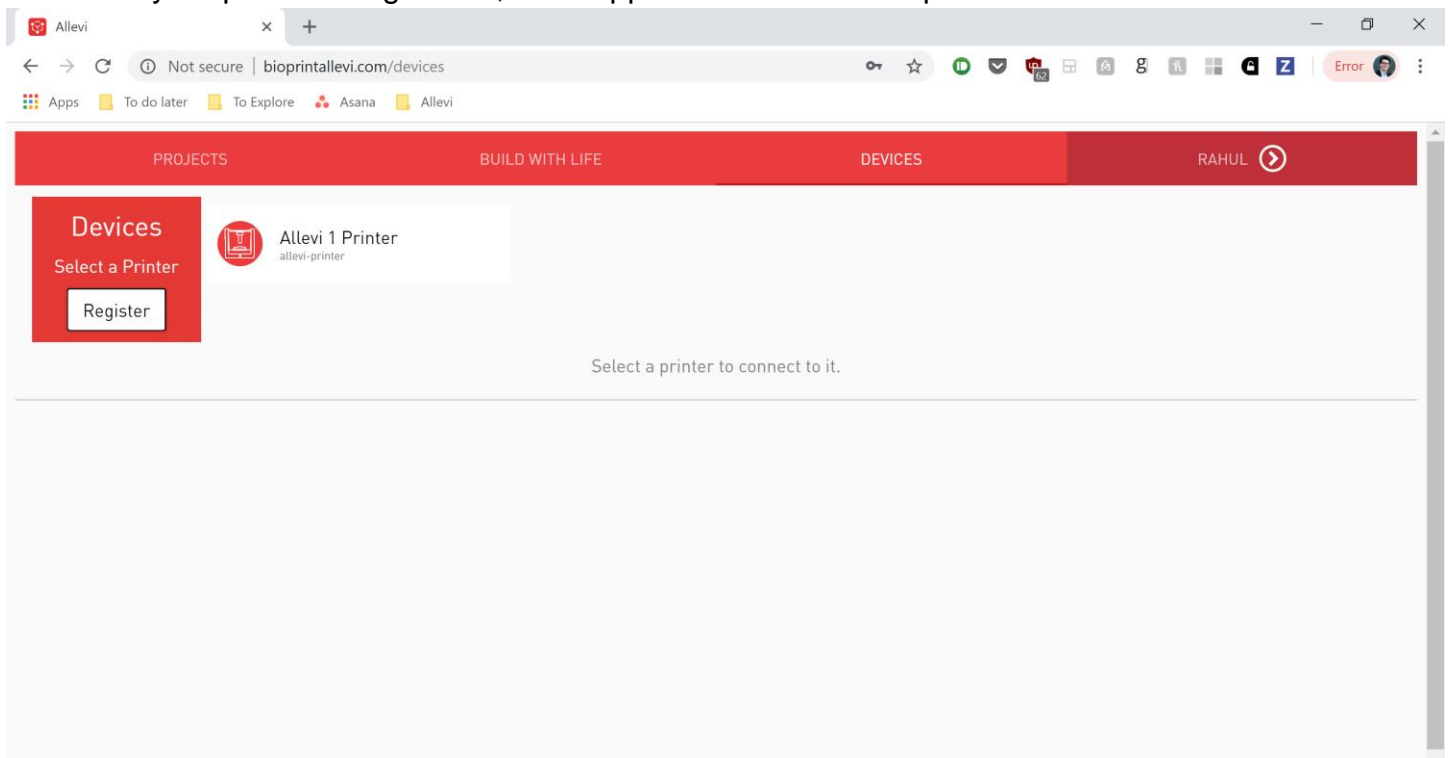 Allevi
Not secure | bioprintallevi.com/devices
62
g
Z
Error
Apps
To do later
To Explore
Asana
Allevi
PROJECTS
BUILD WITH LIFE
DEVICES
RAHUL
Devices
Select a Printer
Register
Allevi 1 Printer
allevi-printer
Select a printer to connect to it.